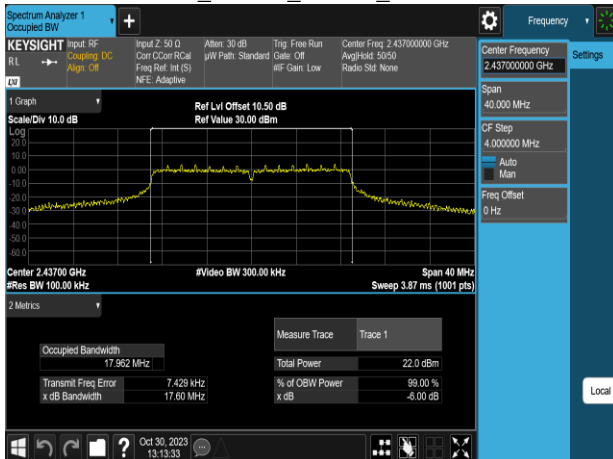 Spectrum Analyzer 1
Occupied BW
+
Frequency
KEYSIGHT
RL
LXI
Input: RF
Coupling: DC
Align: Off
Input Z: 50 Ω
Corr CCorr RCal
Freq Ref: Int (S)
NFE: Adaptive
Atten: 30 dB
µW Path: Standard
Trig: Free Run
Gate: Off
#IF Gain: Low
Center Freq: 2.437000000 GHz
Avg|Hold: 50/50
Radio Std: None
Center Frequency
2.437000000 GHz
Settings
Span
40.000 MHz
CF Step
4.000000 MHz
Auto
Man
Freq Offset
0 Hz
Local
1 Graph
Scale/Div 10.0 dB
Ref Lvl Offset 10.50 dB
Ref Value 30.00 dBm
Log
20.0
10.0
0.00
-10.0
-20.0
-30.0
-40.0
-50.0
-60.0
Center 2.43700 GHz
#Video BW 300.00 kHz
Span 40 MHz
#Res BW 100.00 kHz
Sweep 3.87 ms (1001 pts)
2 Metrics
Measure Trace
Trace 1
Occupied Bandwidth
17.962 MHz
Total Power
22.0 dBm
Transmit Freq Error
7.429 kHz
% of OBW Power
99.00 %
x dB Bandwidth
17.60 MHz
x dB
-6.00 dB
?
Oct 30, 2023
13:13:33